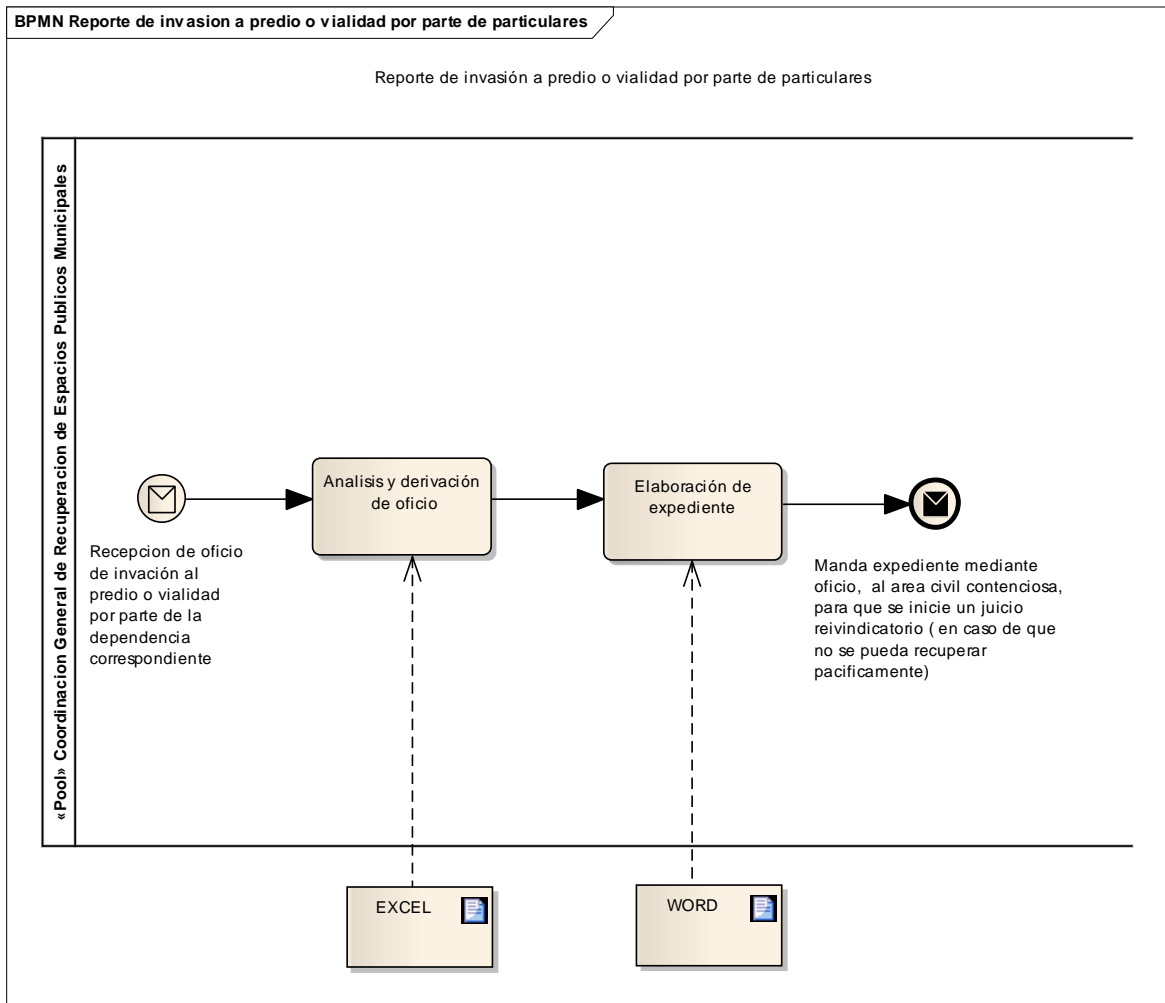 BPMN Reporte de invasion a predio o vialidad por parte de particulares
Reporte de invasión a predio o vialidad por parte de particulares
«Pool» Coordinacion General de Recuperacion de Espacios Publicos Municipales
Recepcion de oficio
de invación al
predio o vialidad
por parte de la
dependencia
correspondiente
Analisis y derivación
de oficio
Elaboración de
expediente
Manda expediente mediante
oficio, al area civil contenciosa,
para que se inicie un juicio
reivindicatorio ( en caso de que
no se pueda recuperar
pacificamente)
EXCEL
WORD